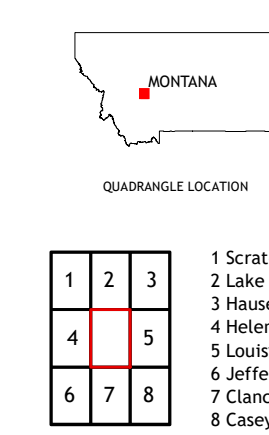 MONTANA
QUADRANGLE LOCATION
1 2 3
4 5
6 7 8
1 Scrat
2 Lake
3 Hause
4 Heler
5 Louis
6 Jeffe
7 Clanc
8 Casey